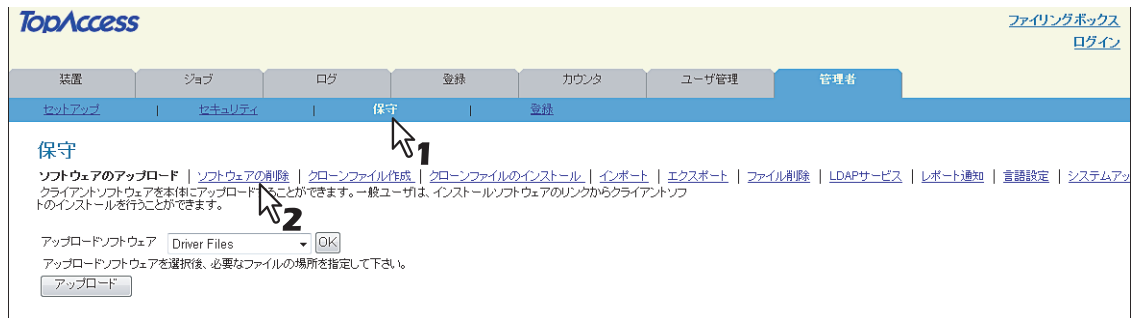 TopAccess
ファイリングボックス
ログイン
装置 ジョブ ログ 登録 カウンタ ユーザ管理 管理者
セットアップ | セキュリティ | 保守 | 登録
1
保守
ソフトウェアのアップロード | ソフトウェアの削除 | クローンファイル作成 | クローンファイルのインストール | インポート | エクスポート | ファイル削除 | LDAPサービス | レポート通知 | 言語設定 | システムアッ
クライアントソフトウェアを本体にアップロードすることができます。一般ユーザは、インストールソフトウェアのリンクからクライアントソフ
トのインストールを行うことができます。
2
アップロードソフトウェア Driver Files OK
アップロードソフトウェアを選択後、必要なファイルの場所を指定して下さい。
アップロード